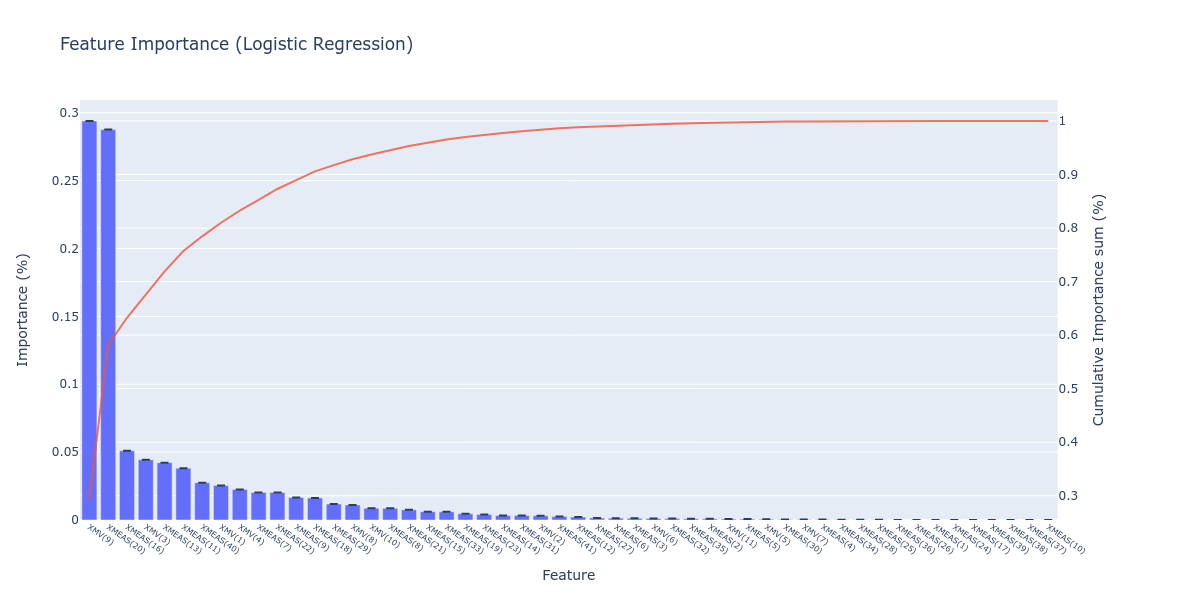 Feature Importance (Logistic Regression)
0.3
0.25
0.2
0.15
0.1
0.05
0
Importance (%)
1
0.9
0.8
0.7
0.6
0.5
0.4
0.3
Cumulative Importance sum (%)
XMV(9)
XMEAS(20)
XMEAS(16)
XMV(3)
XMEAS(13)
XMEAS(11)
XMEAS(40)
XMV(1)
XMV(4)
XMEAS(7)
XMEAS(22)
XMEAS(9)
XMEAS(18)
XMEAS(29)
XMV(8)
XMV(10)
XMEAS(8)
XMEAS(21)
XMEAS(15)
XMEAS(33)
XMEAS(19)
XMEAS(23)
XMEAS(14)
XMEAS(31)
XMV(2)
XMEAS(41)
XMEAS(12)
XMEAS(27)
XMEAS(6)
XMEAS(3)
XMV(6)
XMEAS(32)
XMEAS(35)
XMEAS(2)
XMV(11)
XMEAS(5)
XMV(5)
XMEAS(30)
XMV(7)
XMEAS(4)
XMEAS(34)
XMEAS(28)
XMEAS(25)
XMEAS(36)
XMEAS(26)
XMEAS(1)
XMEAS(24)
XMEAS(17)
XMEAS(39)
XMEAS(38)
XMEAS(37)
XMEAS(10)
Feature